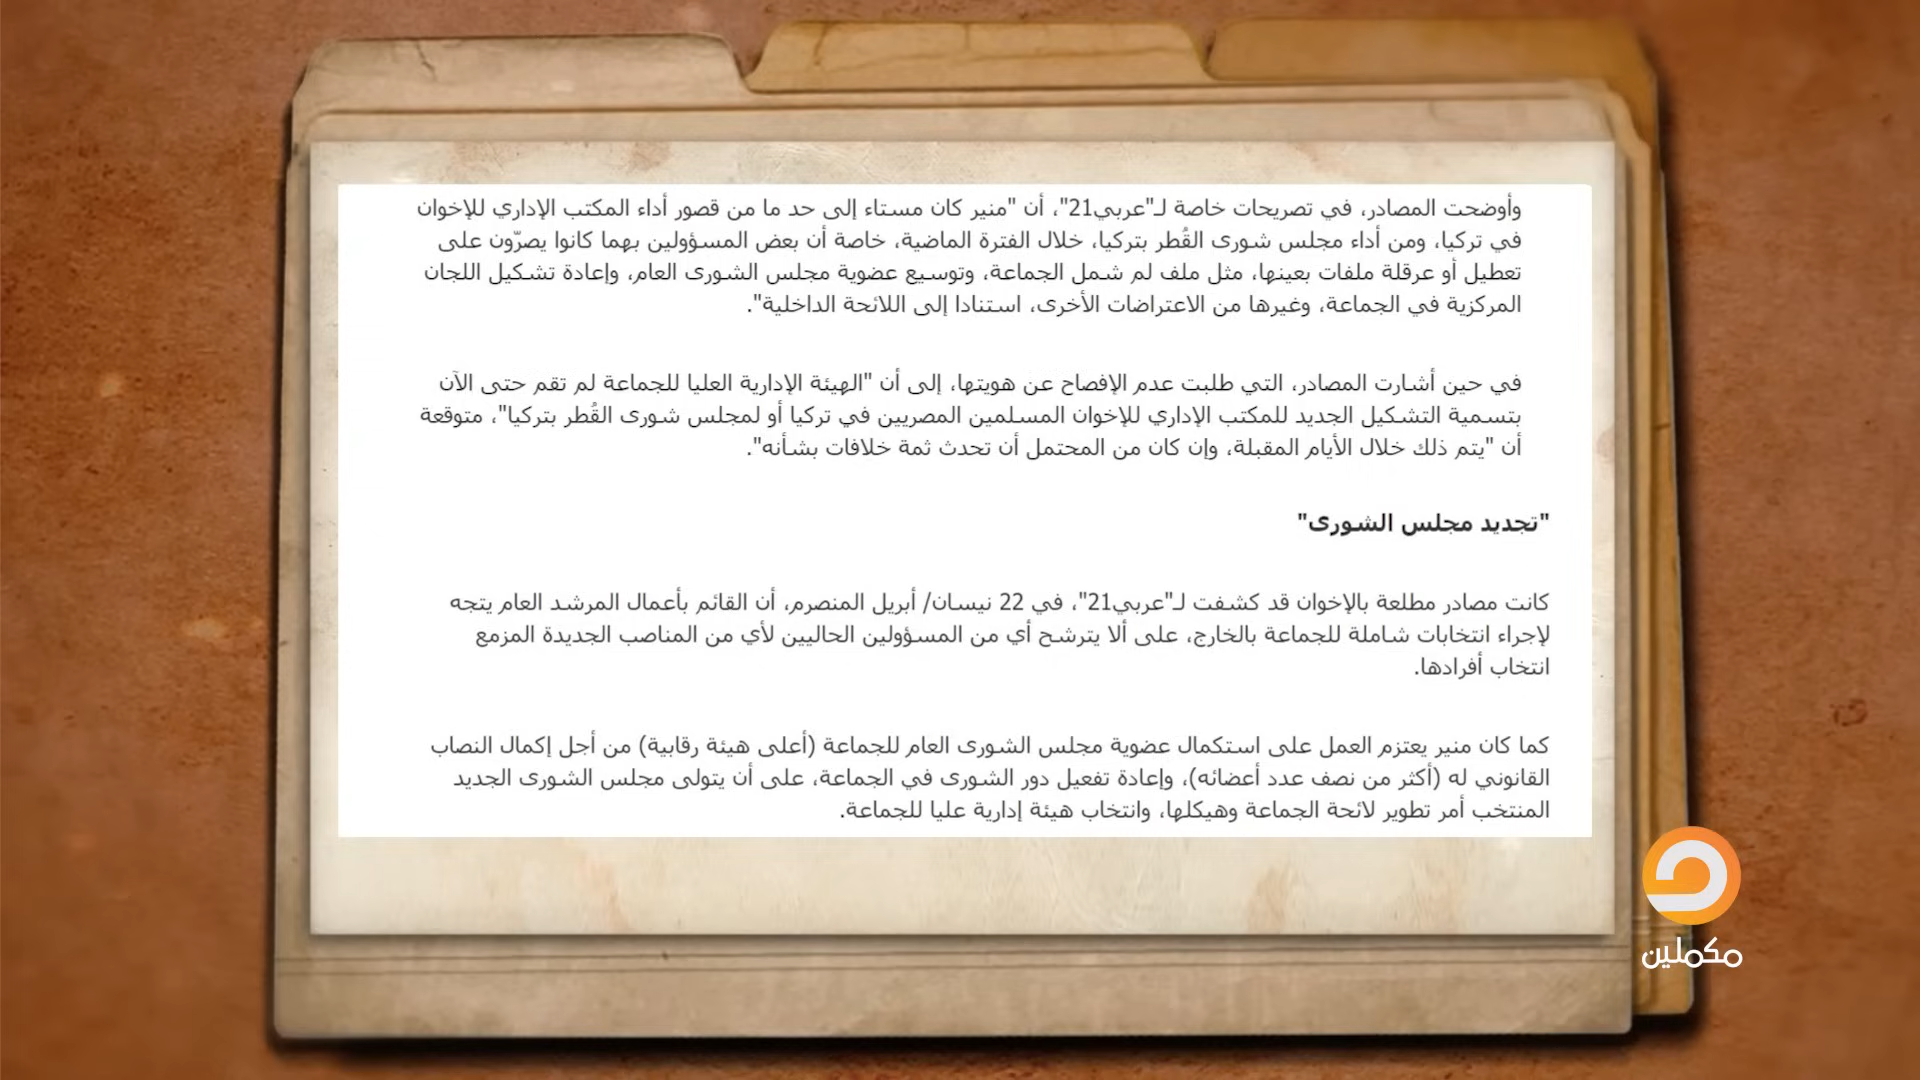 وأوضحت المصادر، في تصريحات خاصة لـ"عربي21"، أن "منير كان مستاء إلى حد ما من قصور أداء المكتب الإداري للإخوان
في تركيا، ومن أداء مجلس شورى القُطر بتركيا، خلال الفترة الماضية، خاصة أن بعض المسؤولين بهما كانوا يصرّون على
تعطيل أو عرقلة ملفات بعينها، مثل ملف لم شمل الجماعة، وتوسيع عضوية مجلس الشورى العام، وإعادة تشكيل اللجان
المركزية في الجماعة، وغيرها من الاعتراضات الأخرى، استنادا إلى اللائحة الداخلية".
في حين أشارت المصادر، التي طلبت عدم الإفصاح عن هويتها، إلى أن "الهيئة الإدارية العليا للجماعة لم تقم حتى الآن
بتسمية التشكيل الجديد للمكتب الإداري للإخوان المسلمين المصريين في تركيا أو لمجلس شورى القُطر بتركيا"، متوقعة
أن "يتم ذلك خلال الأيام المقبلة، وإن كان من المحتمل أن تحدث ثمة خلافات بشأنه".
"تجديد مجلس الشورى"
كانت مصادر مطلعة بالإخوان قد كشفت لـ"عربي21"، في 22 نيسان/ أبريل المنصرم، أن القائم بأعمال المرشد العام يتجه
لإجراء انتخابات شاملة للجماعة بالخارج، على ألا يترشح أي من المسؤولين الحاليين لأي من المناصب الجديدة المزمع
انتخاب أفرادها.
كما كان منير يعتزم العمل على استكمال عضوية مجلس الشورى العام للجماعة (أعلى هيئة رقابية) من أجل إكمال النصاب
القانوني له (أكثر من نصف عدد أعضائه)، وإعادة تفعيل دور الشورى في الجماعة، على أن يتولى مجلس الشورى الجديد
المنتخب أمر تطوير لائحة الجماعة وهيكلها، وانتخاب هيئة إدارية عليا للجماعة.
مكملين